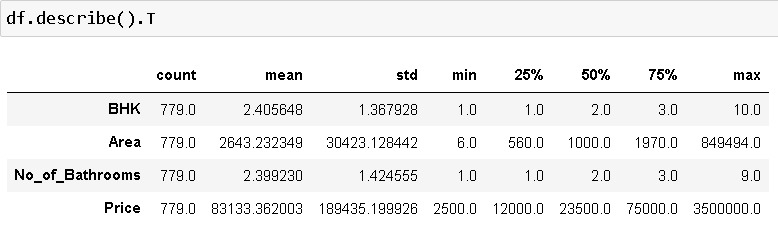 df.describe().T
count mean std min 25% 50% 75% max
BHK 779.0 2.405648 1.367928 1.0 1.0 2.0 3.0 10.0
Area 779.0 2643.232349 30423.128442 6.0 560.0 1000.0 1970.0 849494.0
No_of_Bathrooms 779.0 2.399230 1.424555 1.0 1.0 2.0 3.0 9.0
Price 779.0 83133.362003 189435.199926 2500.0 12000.0 23500.0 75000.0 3500000.0